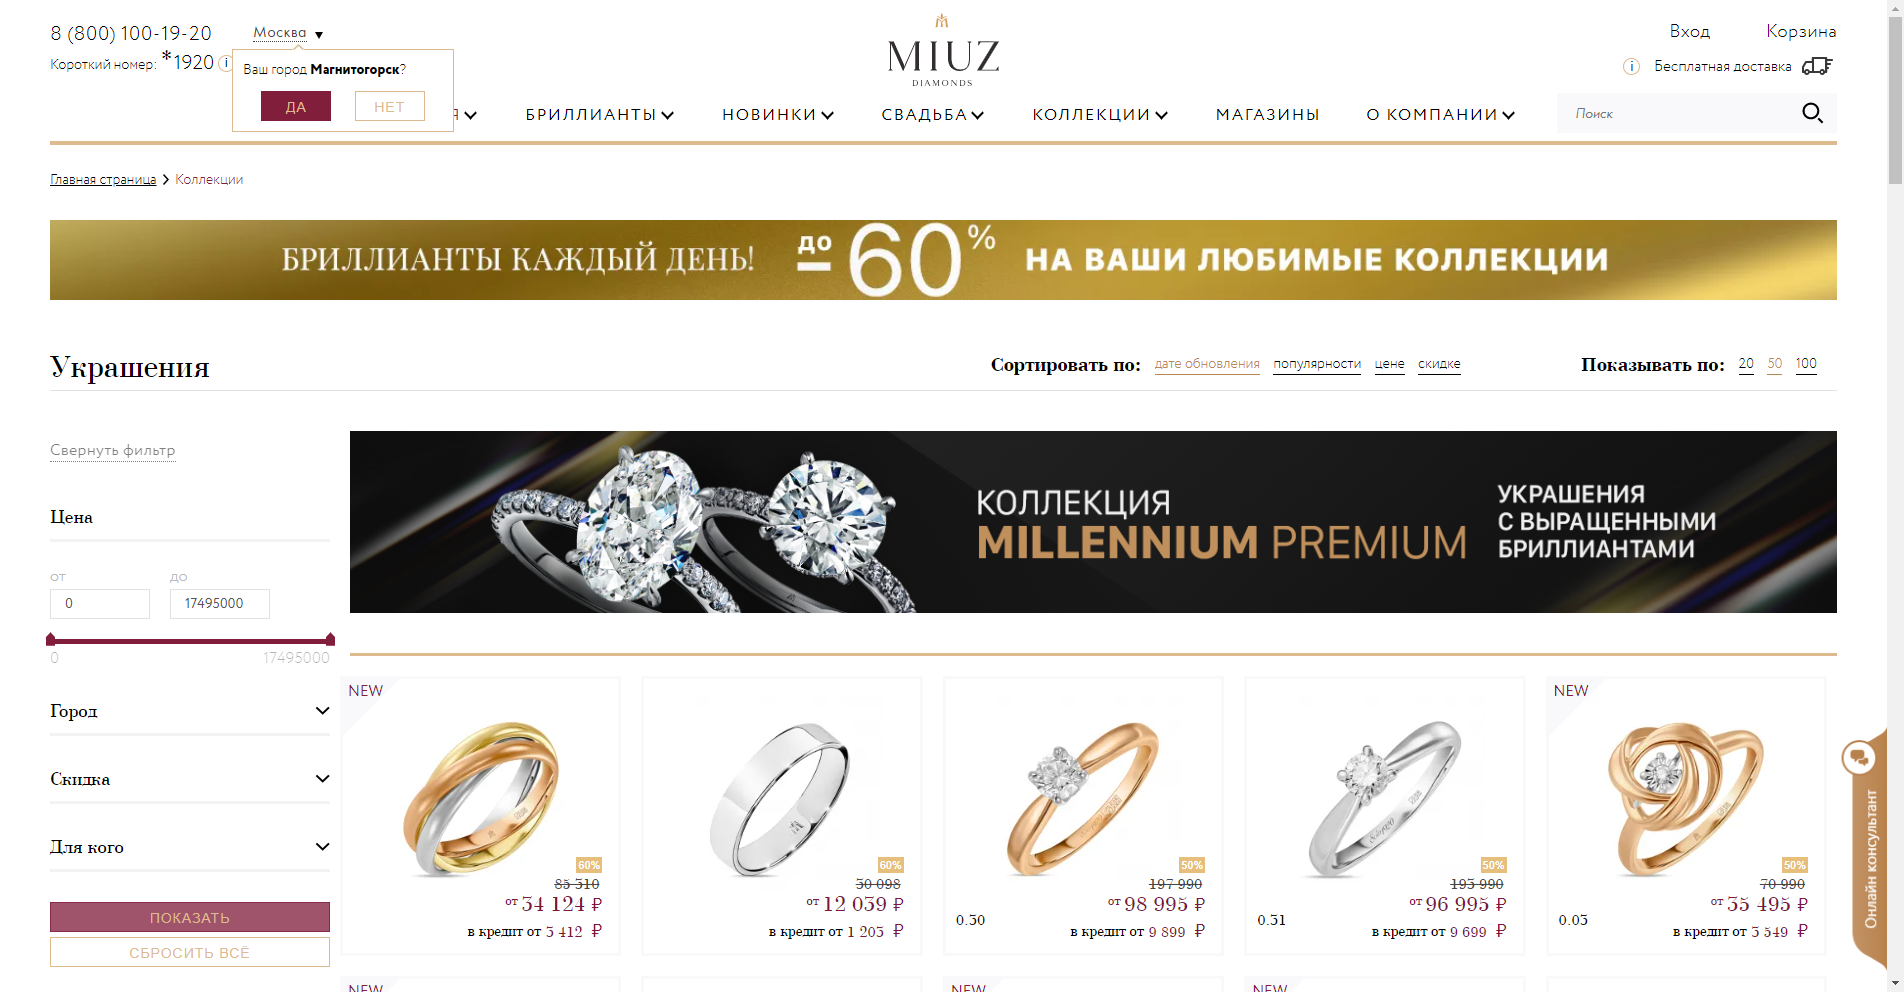 8 (800) 100-19-20
Москва ▼
Короткий номер: *1920
Ваш город Магнитогорск?
ДА
НЕТ
MIUZ
DIAMONDS
Вход
Корзина
Бесплатная доставка
Я
БРИЛЛИАНТЫ
НОВИНКИ
СВАДЬБА
КОЛЛЕКЦИИ
МАГАЗИНЫ
О КОМПАНИИ
Поиск
Главная страница > Коллекции
БРИЛЛИАНТЫ КАЖДЫЙ ДЕНЬ! ДО –60% НА ВАШИ ЛЮБИМЫЕ КОЛЛЕКЦИИ
Украшения
Сортировать по: дате обновления популярности цене скидке
Показывать по: 20 50 100
Свернуть фильтр
Цена
от
до
0
17495000
0
17495000
Город
Скидка
Для кого
ПОКАЗАТЬ
СБРОСИТЬ ВСЁ
КОЛЛЕКЦИЯ
MILLENNIUM PREMIUM
УКРАШЕНИЯ
С ВЫРАЩЕННЫМИ
БРИЛЛИАНТАМИ
NEW
60%
85 310
от 34 124 ₽
в кредит от 3 412 ₽
60%
30 098
от 12 039 ₽
в кредит от 1 203 ₽
50%
197 990
от 98 995 ₽
0.30
в кредит от 9 899 ₽
50%
193 990
от 96 995 ₽
0.31
в кредит от 9 699 ₽
NEW
50%
70 990
от 35 495 ₽
0.03
в кредит от 3 549 ₽
NEW
NEW
NEW
Онлайн консультант